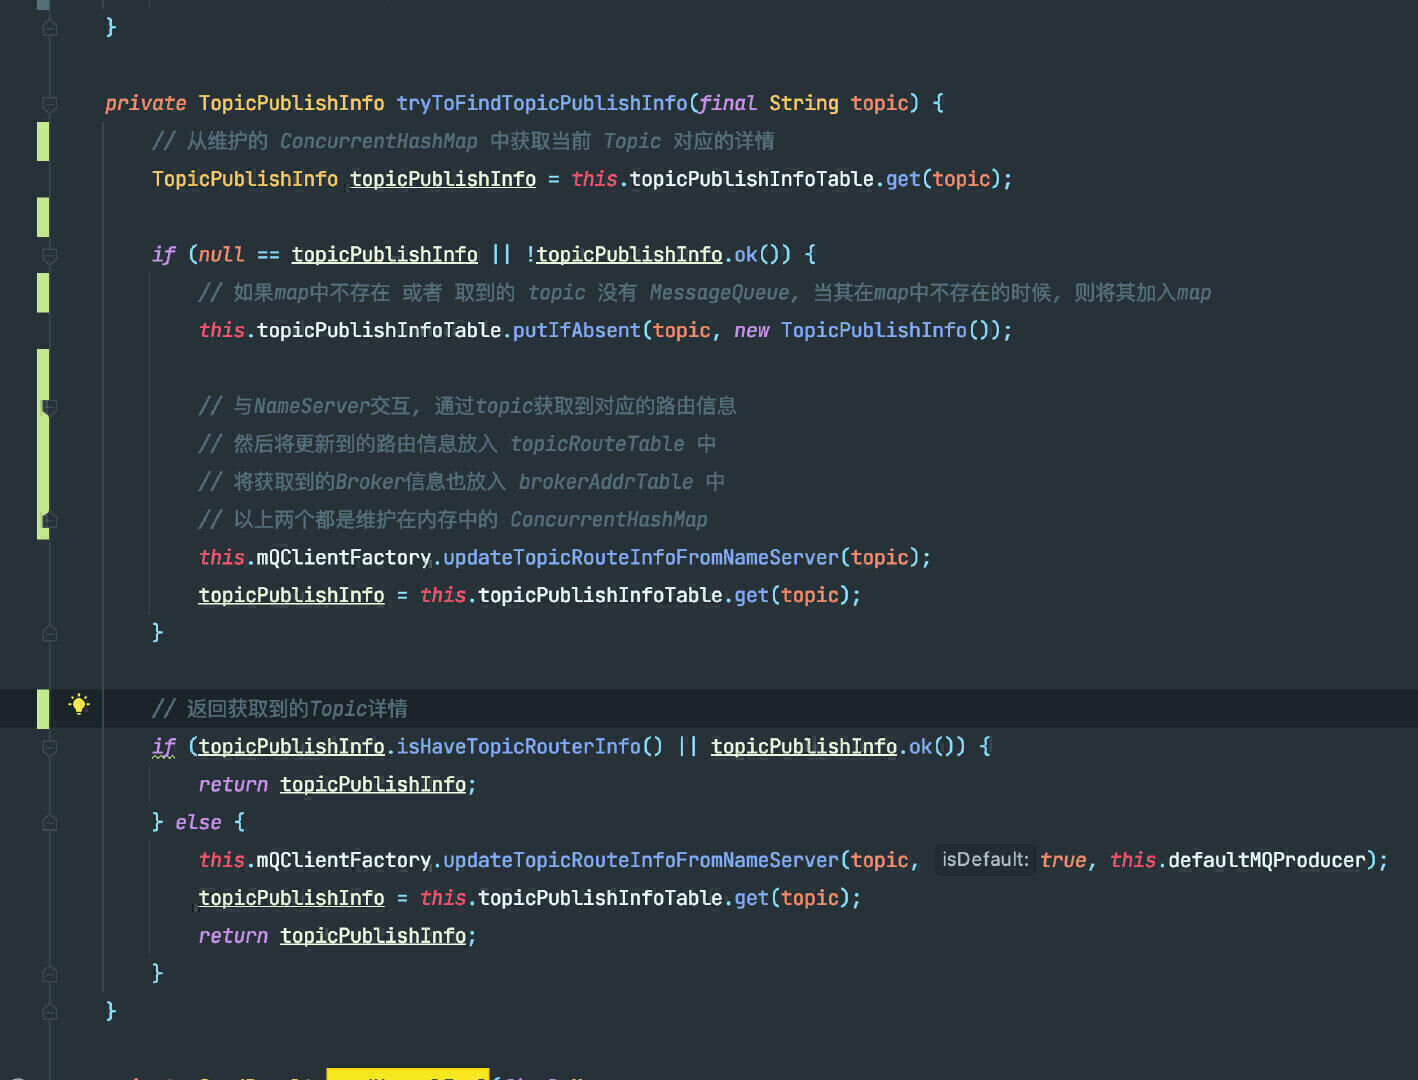 }
private TopicPublishInfo tryToFindTopicPublishInfo(final String topic) {
// 从维护的 ConcurrentHashMap 中获取当前 Topic 对应的详情
TopicPublishInfo topicPublishInfo = this.topicPublishInfoTable.get(topic);
if (null == topicPublishInfo || !topicPublishInfo.ok()) {
// 如果map中不存在 或者 取到的 topic 没有 MessageQueue, 当其在map中不存在的时候, 则将其加入map
this.topicPublishInfoTable.putIfAbsent(topic, new TopicPublishInfo());
// 与NameServer交互, 通过topic获取到对应的路由信息
// 然后将更新到的路由信息放入 topicRouteTable 中
// 将获取到的Broker信息也放入 brokerAddrTable 中
// 以上两个都是维护在内存中的 ConcurrentHashMap
this.mQClientFactory.updateTopicRouteInfoFromNameServer(topic);
topicPublishInfo = this.topicPublishInfoTable.get(topic);
}
// 返回获取到的Topic详情
if (topicPublishInfo.isHaveTopicRouterInfo() || topicPublishInfo.ok()) {
return topicPublishInfo;
} else {
this.mQClientFactory.updateTopicRouteInfoFromNameServer(topic, isDefault: true, this.defaultMQProducer);
topicPublishInfo = this.topicPublishInfoTable.get(topic);
return topicPublishInfo;
}
}